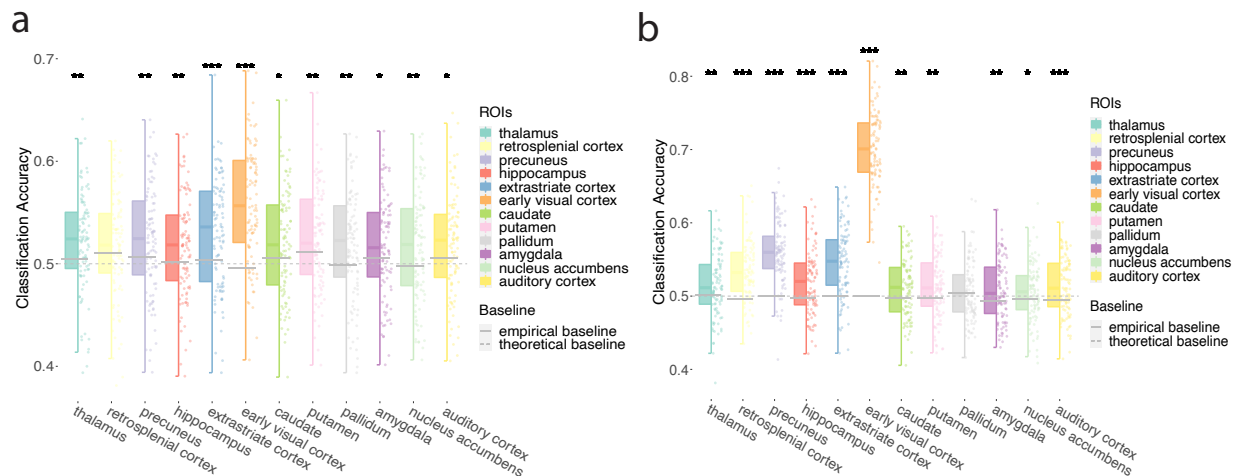 a
Classification Accuracy
0.7
0.6
0.5
0.4
** ** ** *** *** * ** ** * ** *
thalamus
retrosplenial cortex
precuneus
hippocampus
extrastriate cortex
early visual cortex
caudate
putamen
pallidum
amygdala
nucleus accumbens
auditory cortex
ROIs
thalamus
retrosplenial cortex
precuneus
hippocampus
extrastriate cortex
early visual cortex
caudate
putamen
pallidum
amygdala
nucleus accumbens
auditory cortex
Baseline
empirical baseline
theoretical baseline
b
Classification Accuracy
0.8
0.7
0.6
0.5
0.4
** *** *** *** *** *** ** ** ** * ***
thalamus
retrosplenial cortex
precuneus
hippocampus
extrastriate cortex
early visual cortex
caudate
putamen
pallidum
amygdala
nucleus accumbens
auditory cortex
ROIs
thalamus
retrosplenial cortex
precuneus
hippocampus
extrastriate cortex
early visual cortex
caudate
putamen
pallidum
amygdala
nucleus accumbens
auditory cortex
Baseline
empirical baseline
theoretical baseline